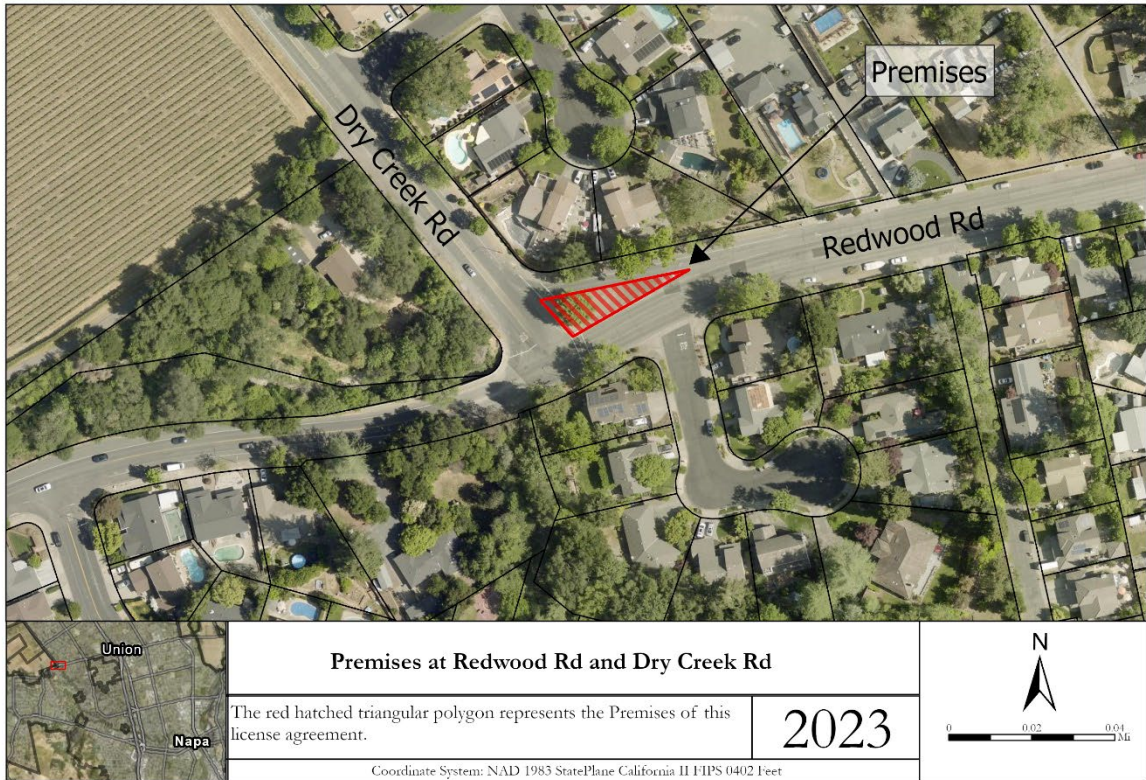 Premises
Dry Creek Rd
Redwood Rd
Union
Napa
Premises at Redwood Rd and Dry Creek Rd
The red hatched triangular polygon represents the Premises of this
license agreement.
2023
Coordinate System: NAD 1983 StatePlane California II FIPS 0402 Feet
N
0 0.02 0.04
Mi